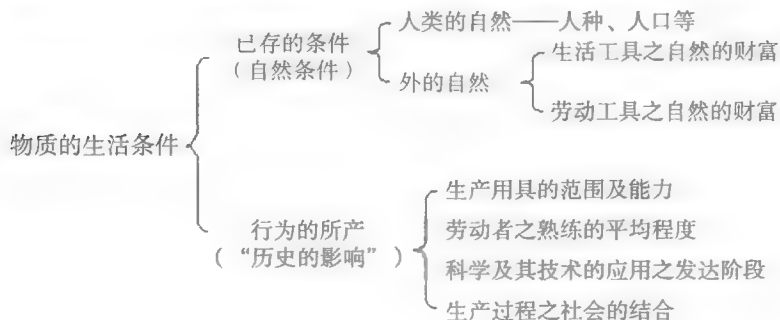 物质的生活条件
已存的条件
（自然条件）
人类的自然——人种、人口等
外的自然
生活工具之自然的财富
劳动工具之自然的财富
行为的所产
（“历史的影响”）
生产用具的范围及能力
劳动者之熟练的平均程度
科学及其技术的应用之发达阶段
生产过程之社会的结合